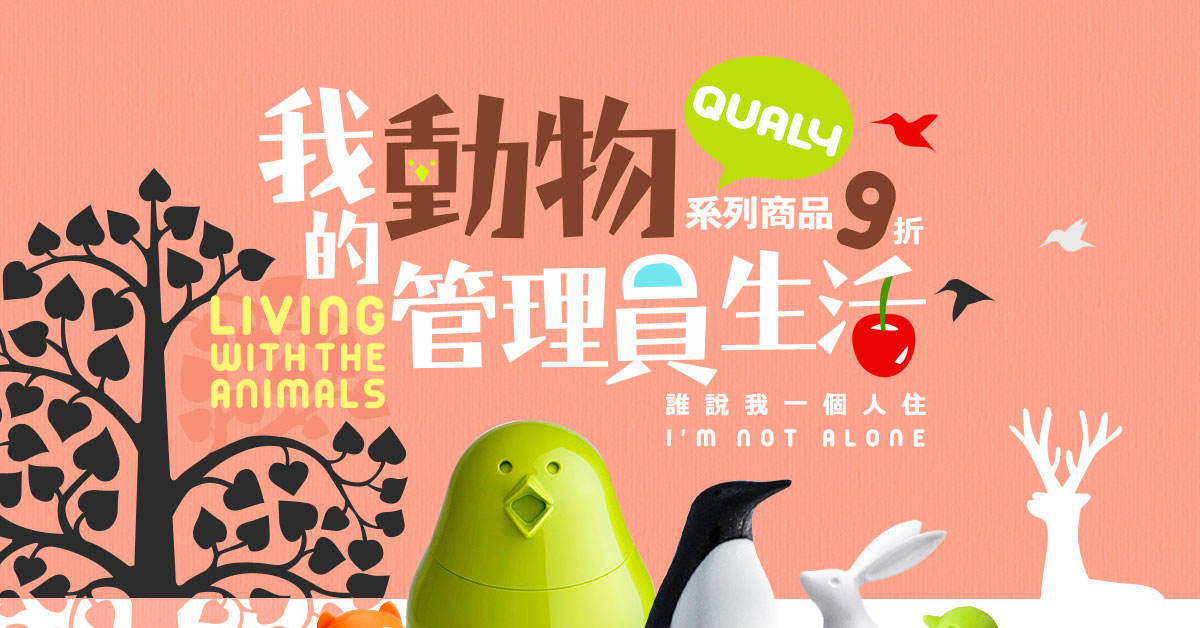 我的動物
QUALY
系列商品9折
管理員生活
LIVING
WITH THE
ANIMALS
誰說我一個人住
I'M NOT ALONE